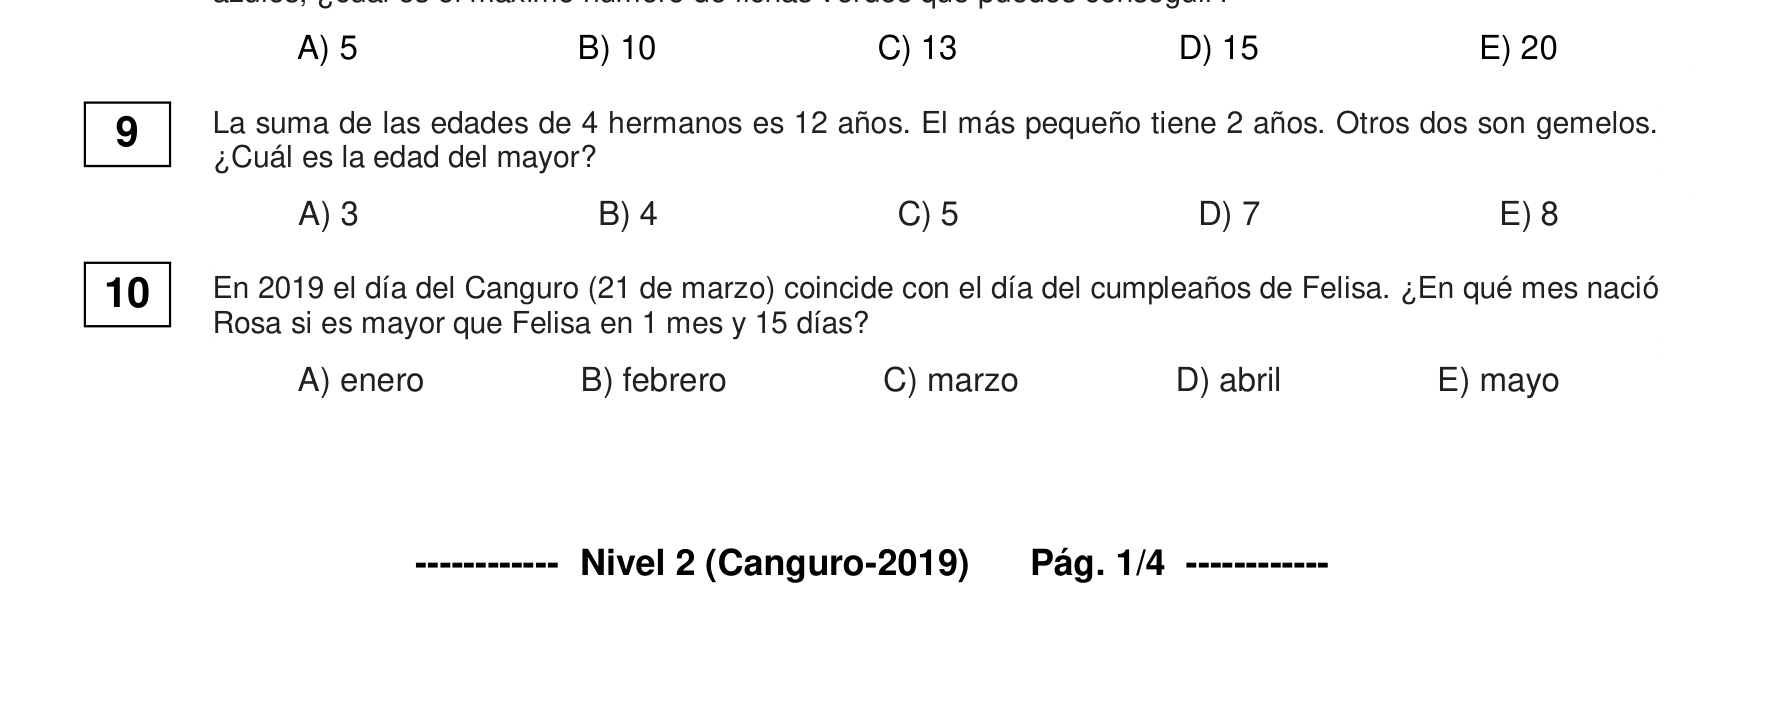 A) 5 B) 10 C) 13 D) 15 E) 20
9 La suma de las edades de 4 hermanos es 12 años. El más pequeño tiene 2 años. Otros dos son gemelos.
¿Cuál es la edad del mayor?
A) 3 B) 4 C) 5 D) 7 E) 8
10 En 2019 el día del Canguro (21 de marzo) coincide con el día del cumpleaños de Felisa. ¿En qué mes nació
Rosa si es mayor que Felisa en 1 mes y 15 días?
A) enero B) febrero C) marzo D) abril E) mayo
------------ Nivel 2 (Canguro-2019) Pág. 1/4 ------------